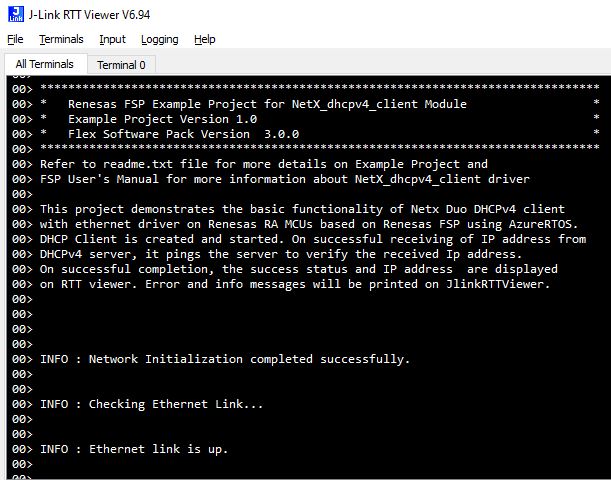 J-Link RTT Viewer V6.94
File Terminals Input Logging Help
All Terminals Terminal 0
00>
00> ********************************************************************************
00> *   Renesas FSP Example Project for NetX_dhcpv4_client Module                  *
00> *   Example Project Version 1.0                                                *
00> *   Flex Software Pack Version  3.0.0                                          *
00> ********************************************************************************
00> Refer to readme.txt file for more details on Example Project and
00> FSP User's Manual for more information about NetX_dhcpv4_client driver
00>
00> This project demonstrates the basic functionality of Netx Duo DHCPv4 client
00> with ethernet driver on Renesas RA MCUs based on Renesas FSP using AzureRTOS.
00> DHCP Client is created and started. On successful receiving of IP address from
00> DHCPv4 server, it pings the server to verify the received Ip address.
00> On successful completion, the success status and IP address  are displayed
00> on RTT viewer. Error and info messages will be printed on JlinkRTTViewer.
00>
00>
00>
00> INFO : Network Initialization completed successfully.
00>
00>
00> INFO : Checking Ethernet Link...
00>
00>
00> INFO : Ethernet link is up.
00>
00>